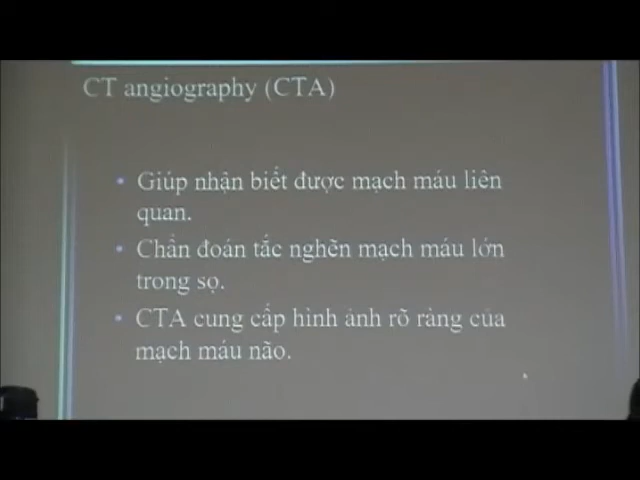 CT angiography (CTA)
• Giúp nhận biết được mạch máu liên
quan.
• Chẩn đoán tắc nghẽn mạch máu lớn
trong sọ.
• CTA cung cấp hình ảnh rõ ràng của
mạch máu não.